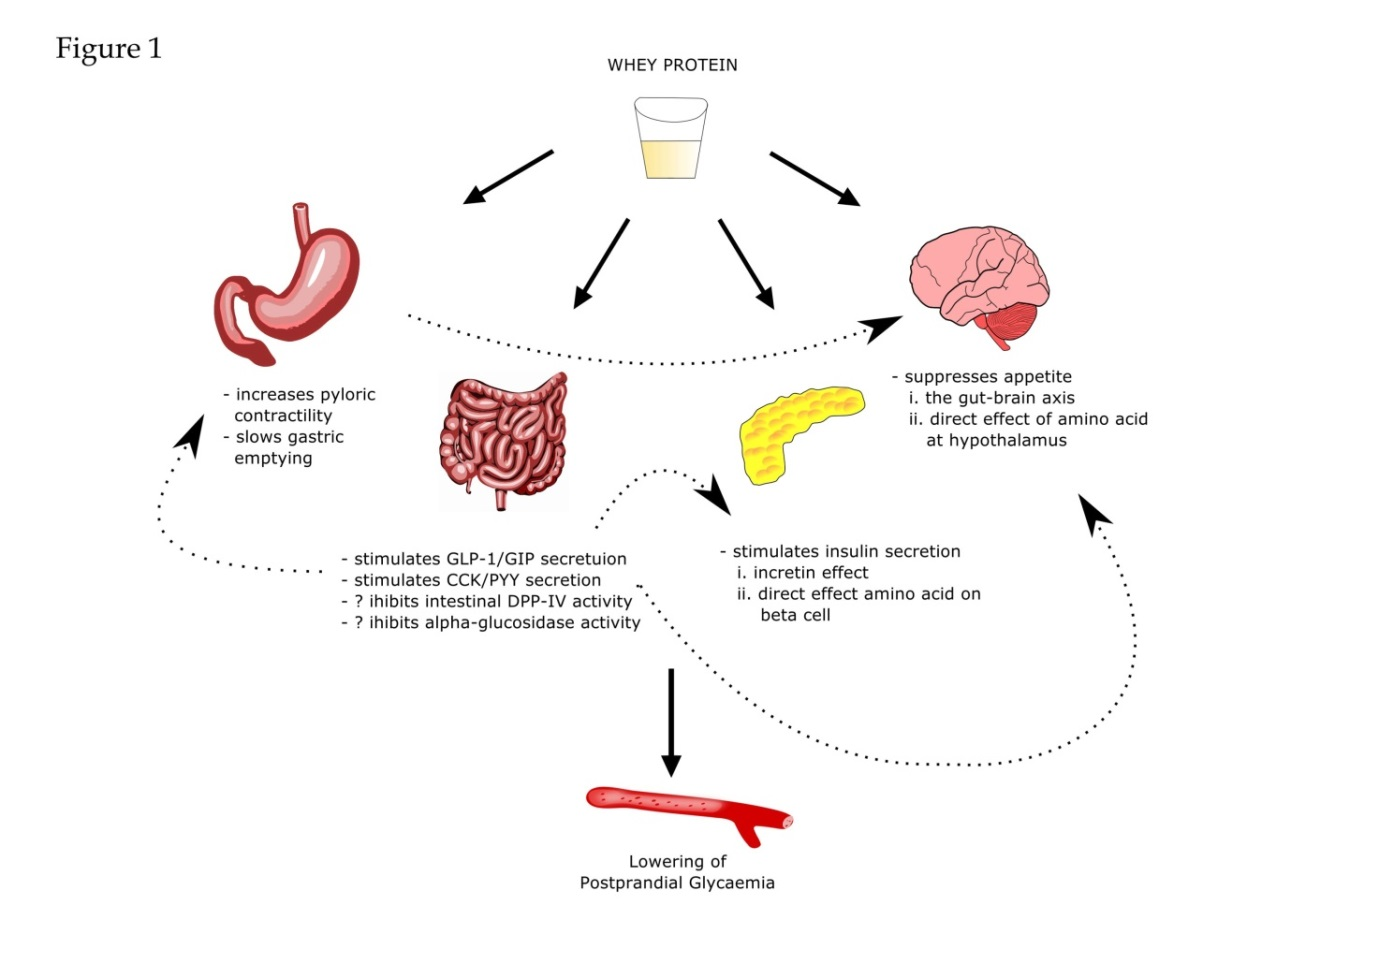 Figure 1
WHEY PROTEIN
- increases pyloric
contractility
- slows gastric
emptying
- suppresses appetite
i. the gut-brain axis
ii. direct effect of amino acid
at hypothalamus
- stimulates GLP-1/GIP secretuion
- stimulates CCK/PYY secretion
- ? ihibits intestinal DPP-IV activity
- ? ihibits alpha-glucosidase activity
- stimulates insulin secretion
i. incretin effect
ii. direct effect amino acid on
beta cell
Lowering of
Postprandial Glycaemia